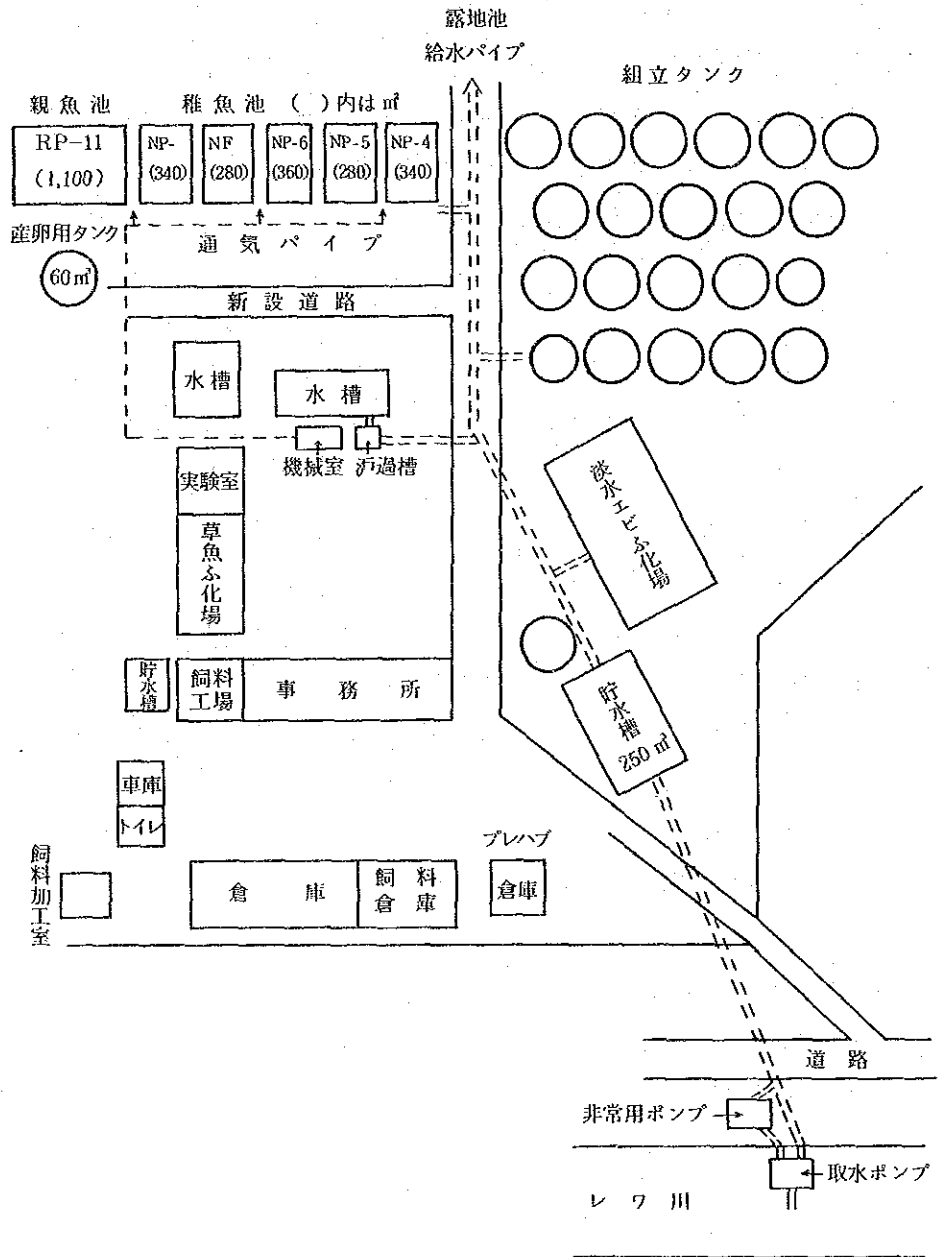 露地池
給水パイプ
組立タンク
親魚池
稚魚池 ( )内は㎡
RP-11
(1,100)
NP-
(340)
NF
(280)
NP-6
(360)
NP-5
(280)
NP-4
(340)
産卵用タンク
60㎡
通気パイプ
新設道路
水槽
水槽
機械室
沪過槽
実験室
草魚ふ化場
淡水エビふ化場
貯水槽
飼料
工場
事務所
貯水槽
250㎡
車庫
トイレ
飼料加工室
倉庫
飼料
倉庫
プレハブ
倉庫
道路
非常用ポンプ
取水ポンプ
レワ川